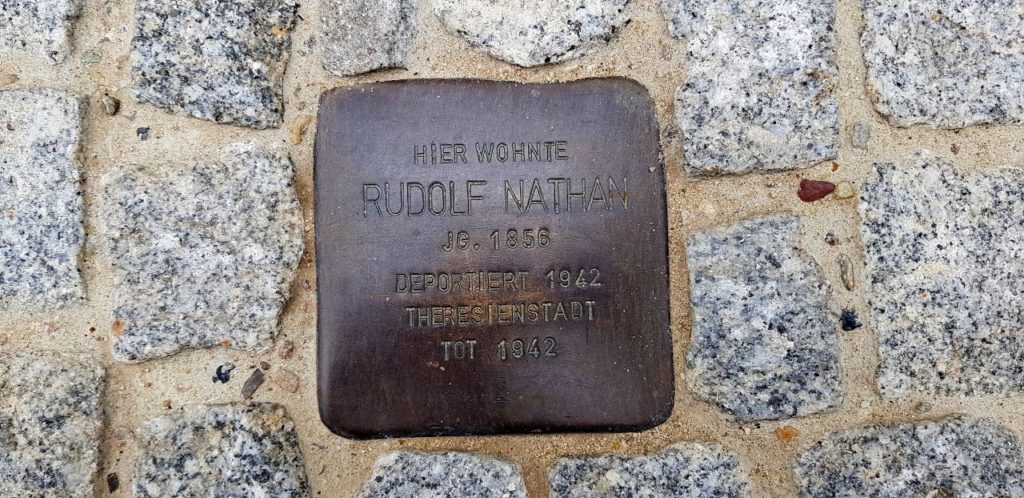 HIER WOHNTE
RUDOLF NATHAN
JG. 1856
DEPORTIERT 1942
THERESIENSTADT
TOT 1942